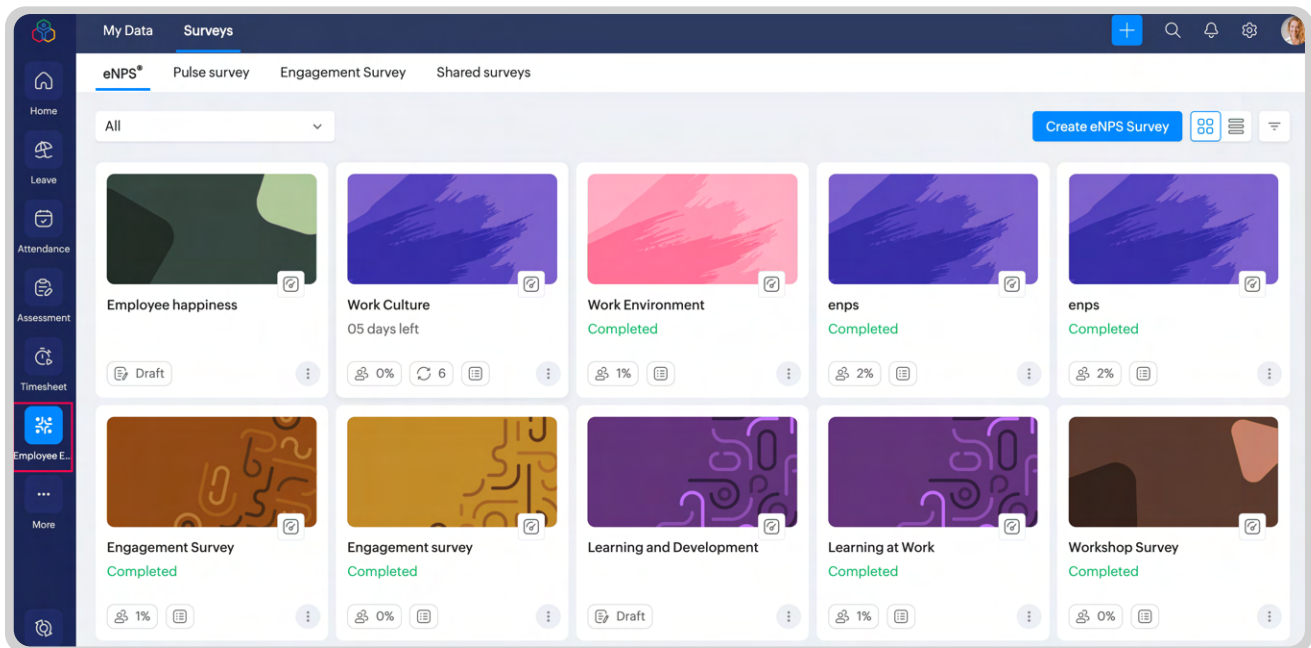 My Data Surveys
eNPS® Pulse survey Engagement Survey Shared surveys
Home
All
Create eNPS Survey
Leave
Attendance
Assessment
Timesheet
Employee E..
More
Employee happiness
Draft
Work Culture
05 days left
0% 6
Work Environment
Completed
1%
enps
Completed
2%
enps
Completed
2%
Engagement Survey
Completed
1%
Engagement survey
Completed
0%
Learning and Development
Draft
Learning at Work
Completed
1%
Workshop Survey
Completed
0%